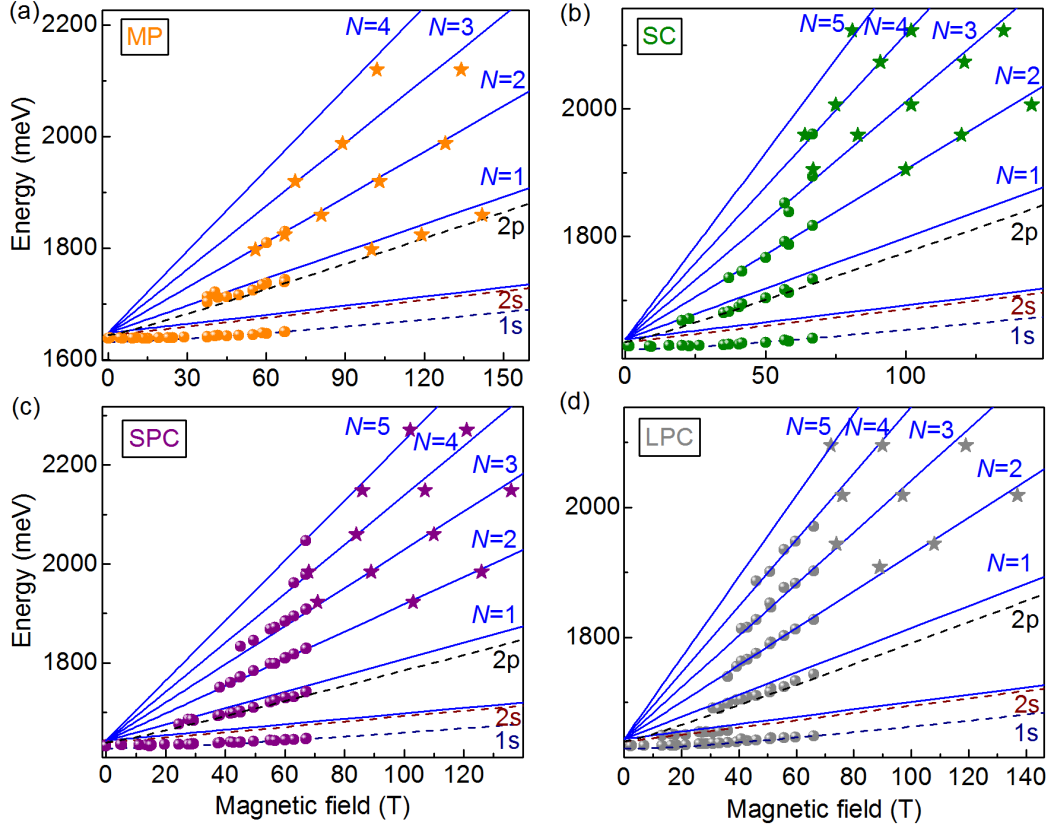 (a)
MP
N=4
N=3
N=2
N=1
2p
2s
1s
2200
2000
1800
1600
0 30 60 90 120 150
Energy (meV)
(b)
SC
N=5
N=4
N=3
N=2
N=1
2p
2s
1s
2000
1800
50 100
(c)
SPC
N=5
N=4
N=3
N=2
N=1
2p
2s
1s
2200
2000
1800
0 20 40 60 80 100 120
Energy (meV)
Magnetic field (T)
(d)
LPC
N=5
N=4
N=3
N=2
N=1
2p
2s
1s
2000
1800
0 20 40 60 80 100 120 140
Magnetic field (T)